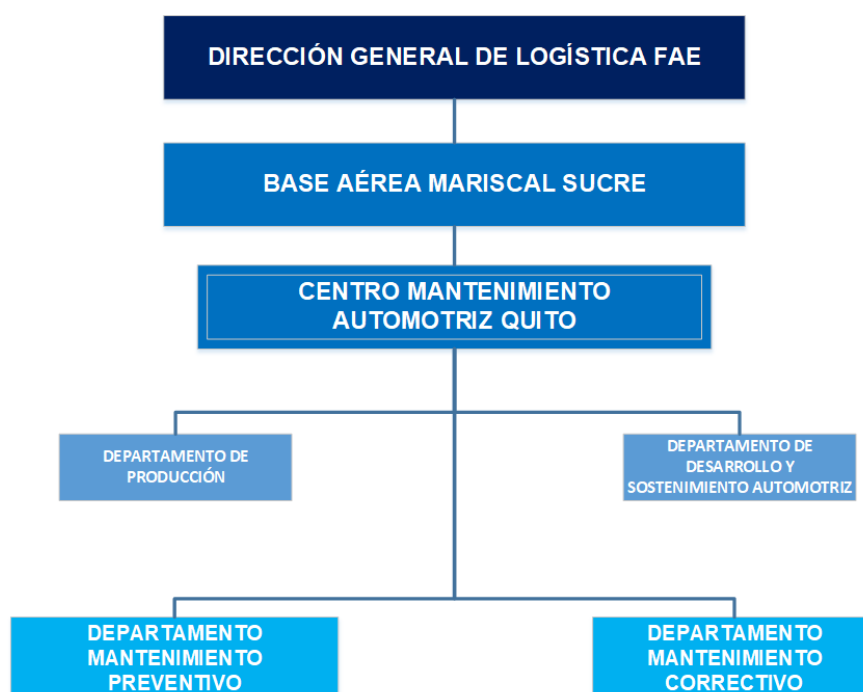 DIRECCIÓN GENERAL DE LOGÍSTICA FAE
BASE AÉREA MARISCAL SUCRE
CENTRO MANTENIMIENTO
AUTOMOTRIZ QUITO
DEPARTAMENTO DE
PRODUCCIÓN
DEPARTAMENTO DE
DESARROLLO Y
SOSTENIMIENTO AUTOMOTRIZ
DEPARTAMENTO
MANTENIMIENTO
PREVENTIVO
DEPARTAMENTO
MANTENIMIENTO
CORRECTIVO